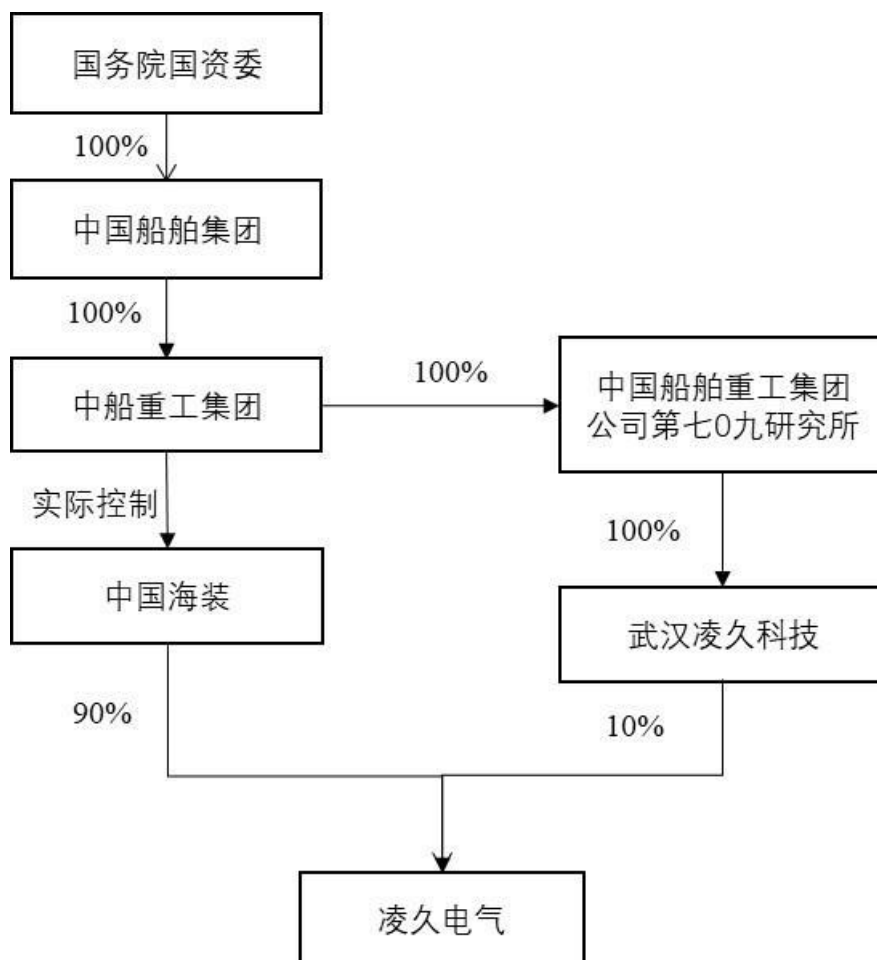 国务院国资委
100%
中国船舶集团
100%
中船重工集团
100%
中国船舶重工集团
公司第七0九研究所
实际控制
100%
中国海装
武汉凌久科技
90%
10%
凌久电气